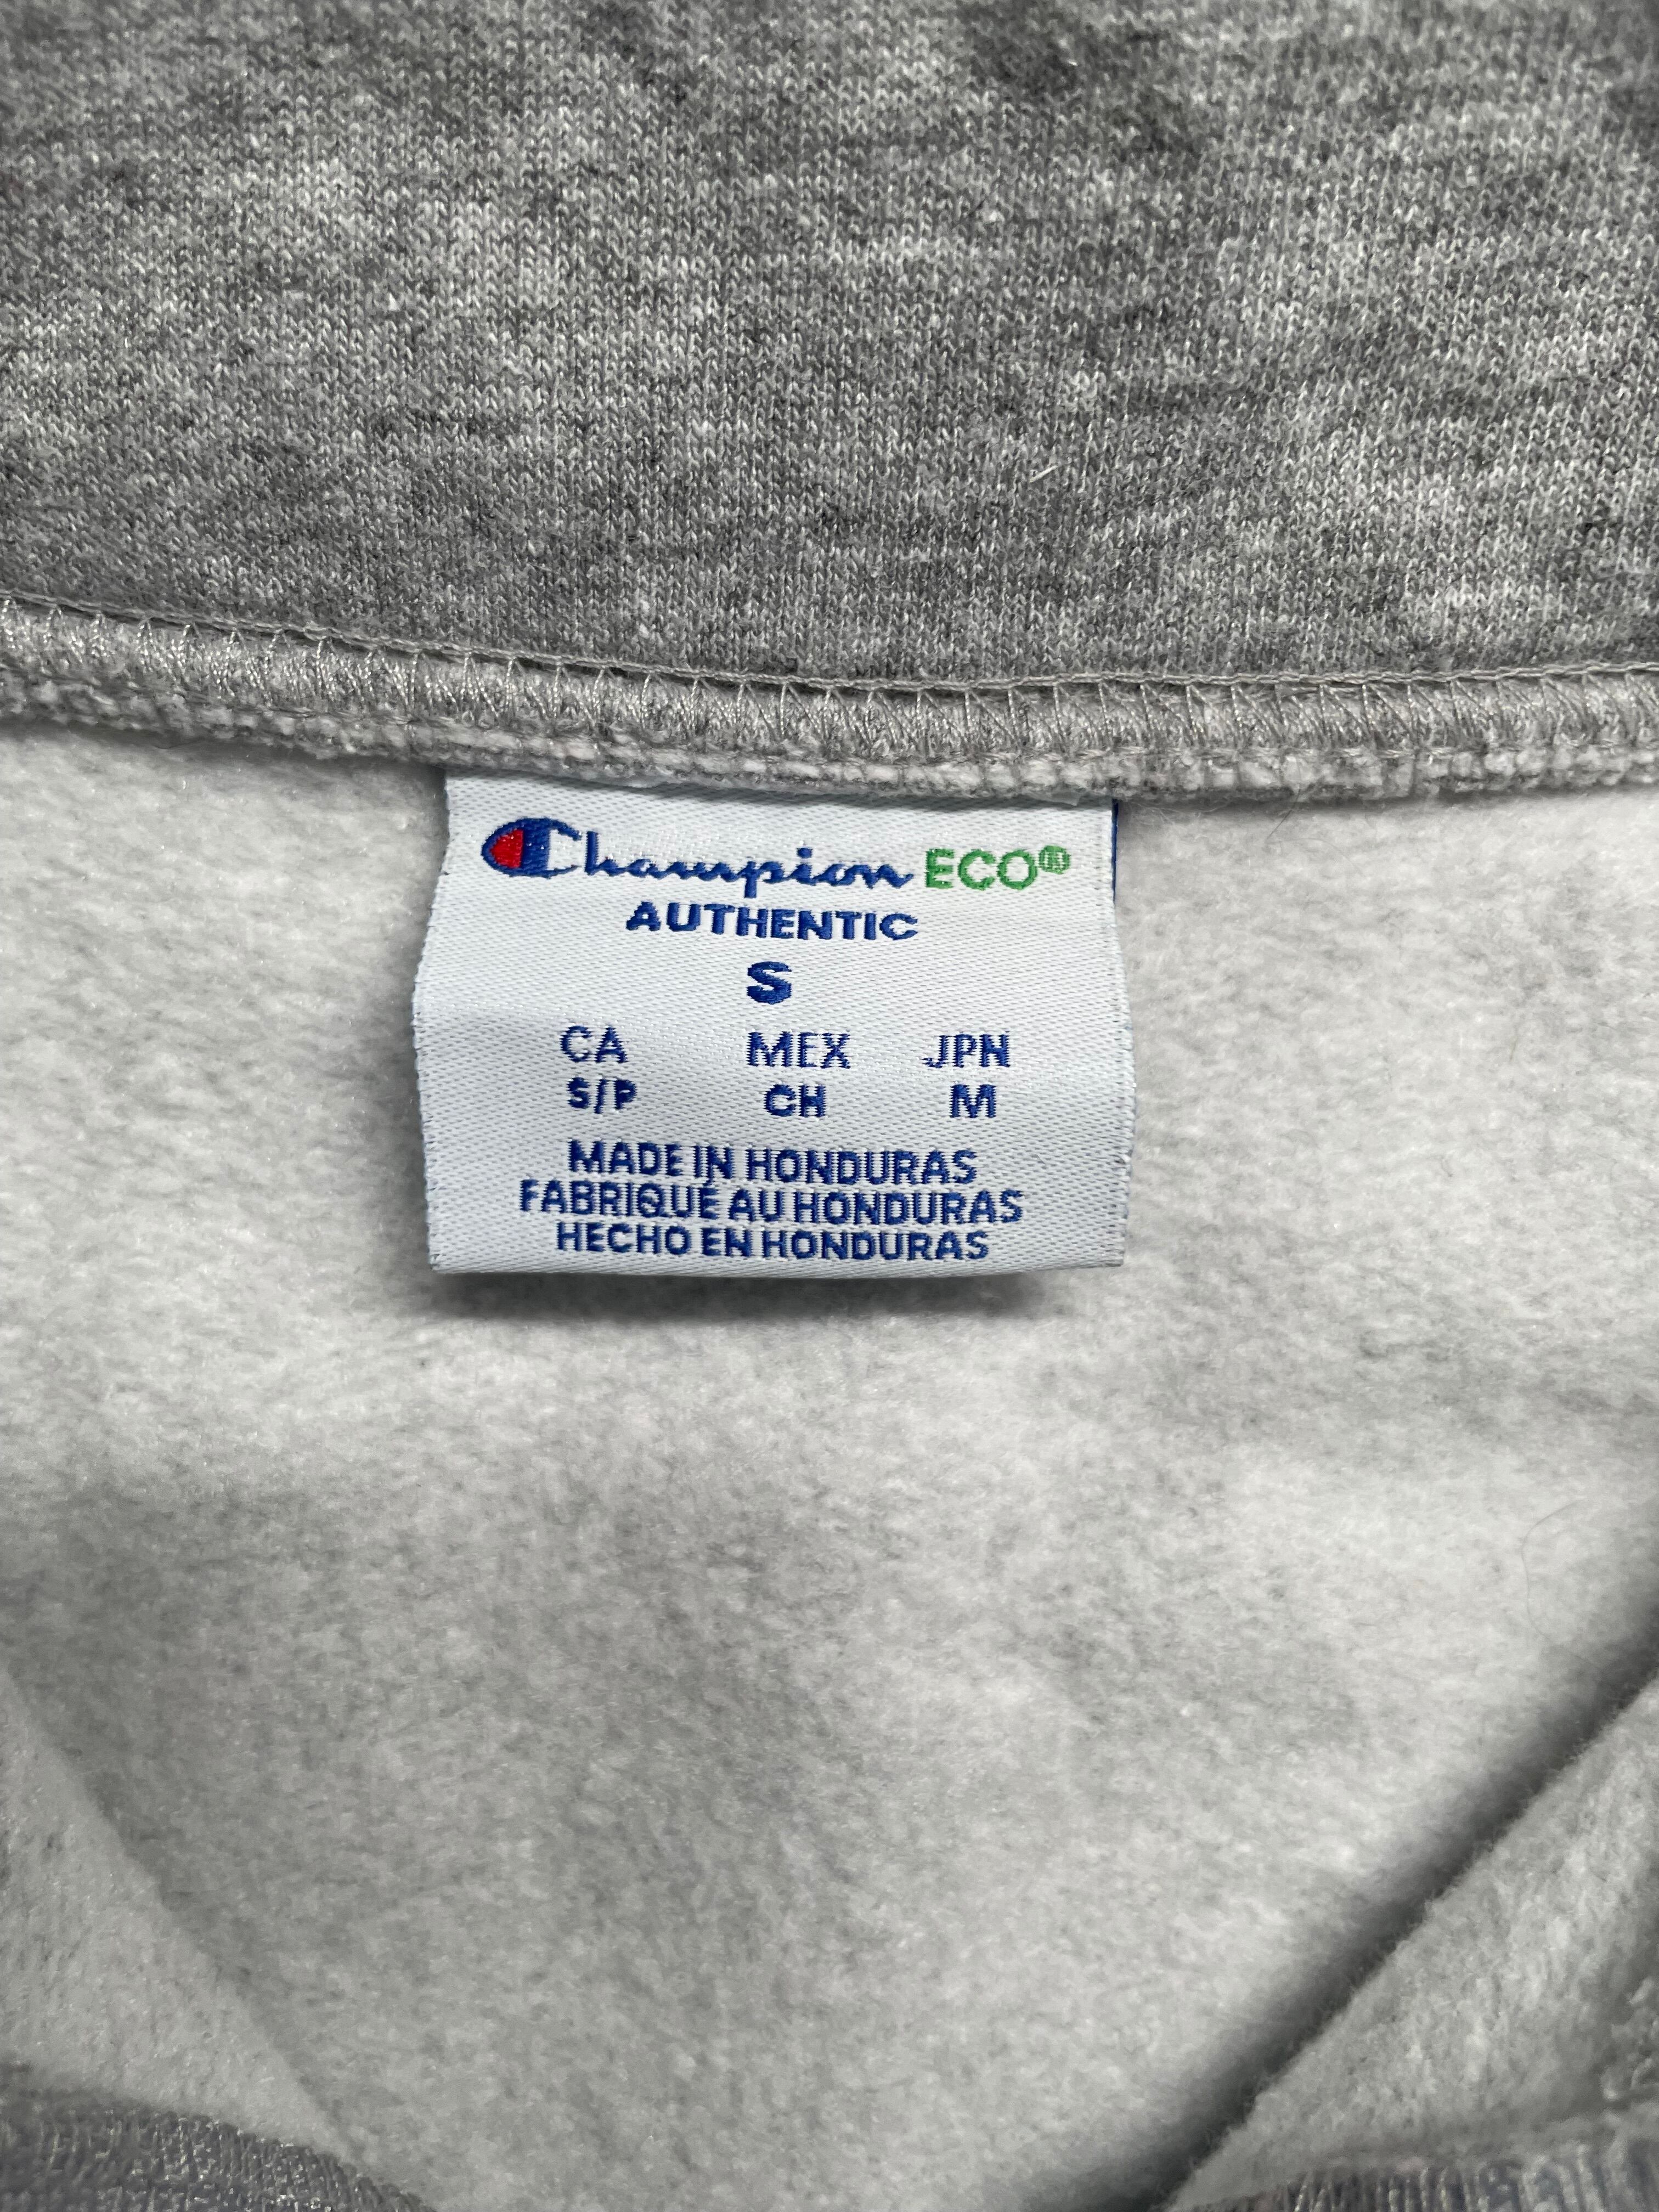 Champion ECO®
AUTHENTIC
S
CA MEX JPN
S/P CH M
MADE IN HONDURAS
FABRIQUÉ AU HONDURAS
HECHO EN HONDURAS